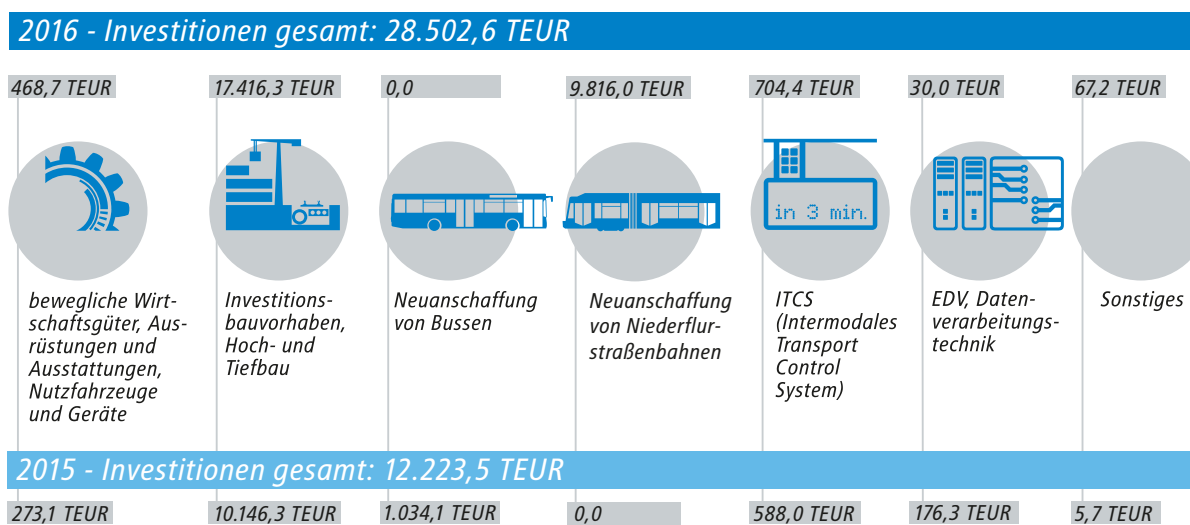 2016 - Investitionen gesamt: 28.502,6 TEUR
468,7 TEUR
17.416,3 TEUR
0,0
9.816,0 TEUR
704,4 TEUR
30,0 TEUR
67,2 TEUR
in 3 min.
bewegliche Wirt-
schaftsgüter, Aus-
rüstungen und
Ausstattungen,
Nutzfahrzeuge
und Geräte
Investitions-
bauvorhaben,
Hoch- und
Tiefbau
Neuanschaffung
von Bussen
Neuanschaffung
von Niederflur-
straßenbahnen
ITCS
(Intermodales
Transport
Control
System)
EDV, Daten-
verarbeitungs-
technik
Sonstiges
2015 - Investitionen gesamt: 12.223,5 TEUR
273,1 TEUR
10.146,3 TEUR
1.034,1 TEUR
0,0
588,0 TEUR
176,3 TEUR
5,7 TEUR